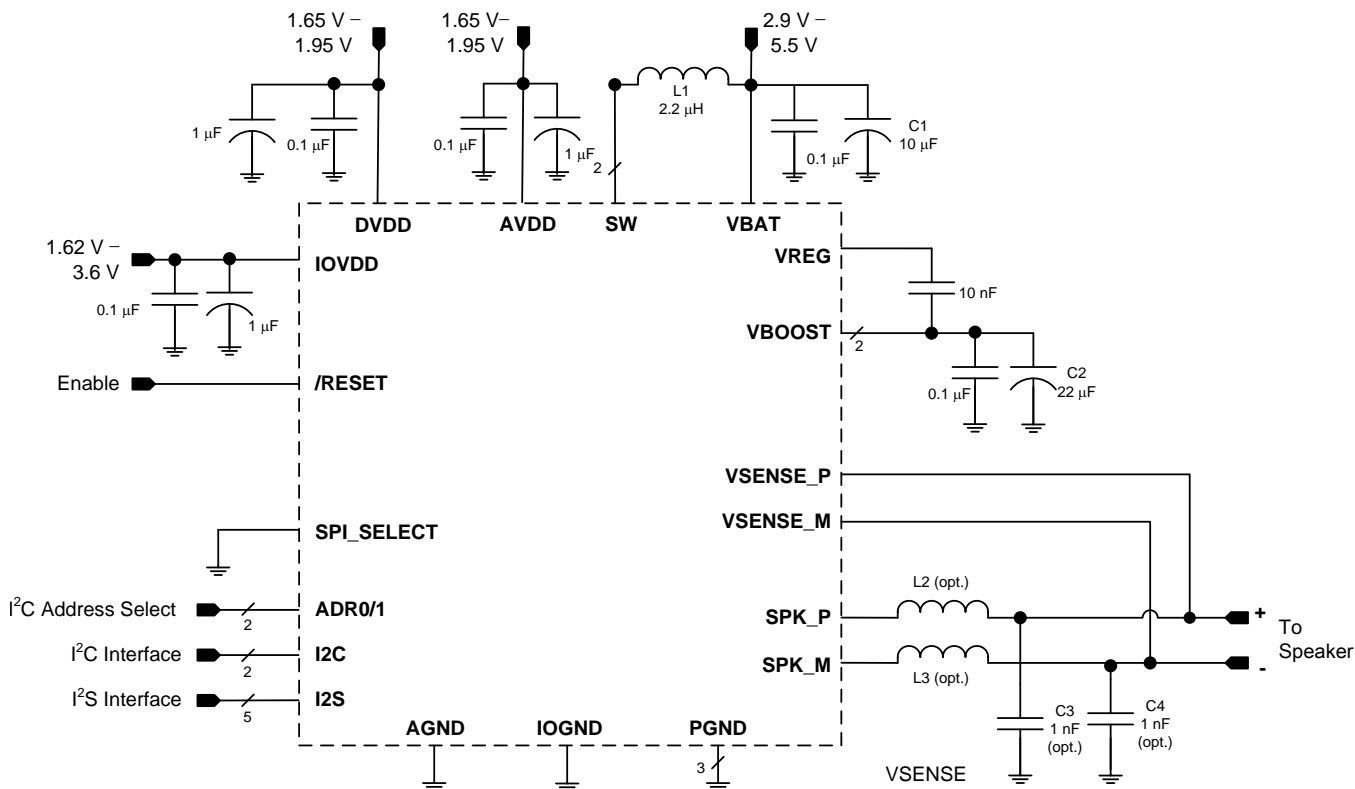 1.65 V –
1.95 V
1.65 V–
1.95 V
2.9 V –
5.5 V
L1
2.2 μH
1 μF
0.1 μF
0.1 μF
1 μF
2
0.1 μF
C1
10 μF
DVDD
AVDD
SW
VBAT
1.62 V –
3.6 V
IOVDD
VREG
0.1 μF
1 μF
10 nF
VBOOST
2
Enable
/RESET
0.1 μF
C2
22 μF
VSENSE_P
SPI_SELECT
VSENSE_M
L2 (opt.)
I²C Address Select
2
ADR0/1
SPK_P
+
To
Speaker
I²C Interface
2
I2C
SPK_M
-
L3 (opt.)
I²S Interface
5
I2S
AGND
IOGND
PGND
3
C3
1 nF
(opt.)
C4
1 nF
(opt.)
VSENSE